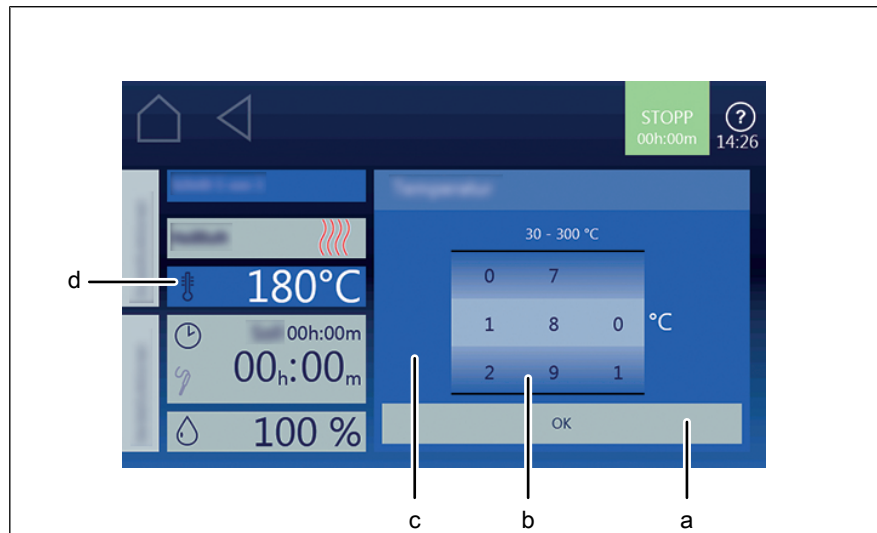 STOPP
00h:00m
?
14:26
Temperatur
30 - 300 °C
d
180°C
0 7
1 8 0 °C
2 9 1
00h:00m
00h:00m
100 %
OK
c
b
a